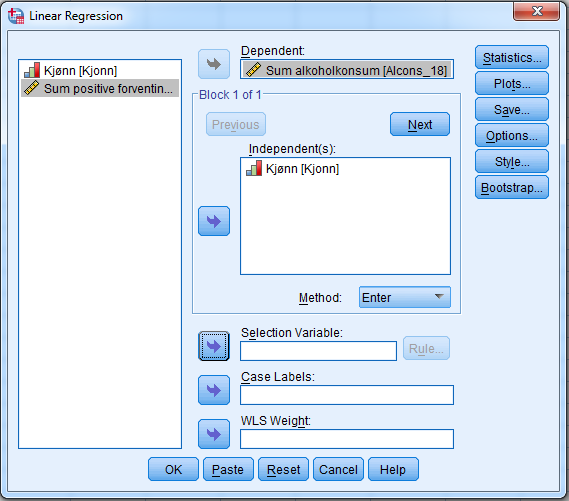 Linear Regression
Kjønn [Kjonn]
Sum positive forventin...
Dependent:
Sum alkoholkonsum [Alcons_18]
Block 1 of 1
Previous
Next
Independent(s):
Kjønn [Kjonn]
Method:
Enter
Selection Variable:
Rule...
Case Labels:
WLS Weight:
Statistics...
Plots...
Save...
Options...
Style...
Bootstrap...
OK
Paste
Reset
Cancel
Help